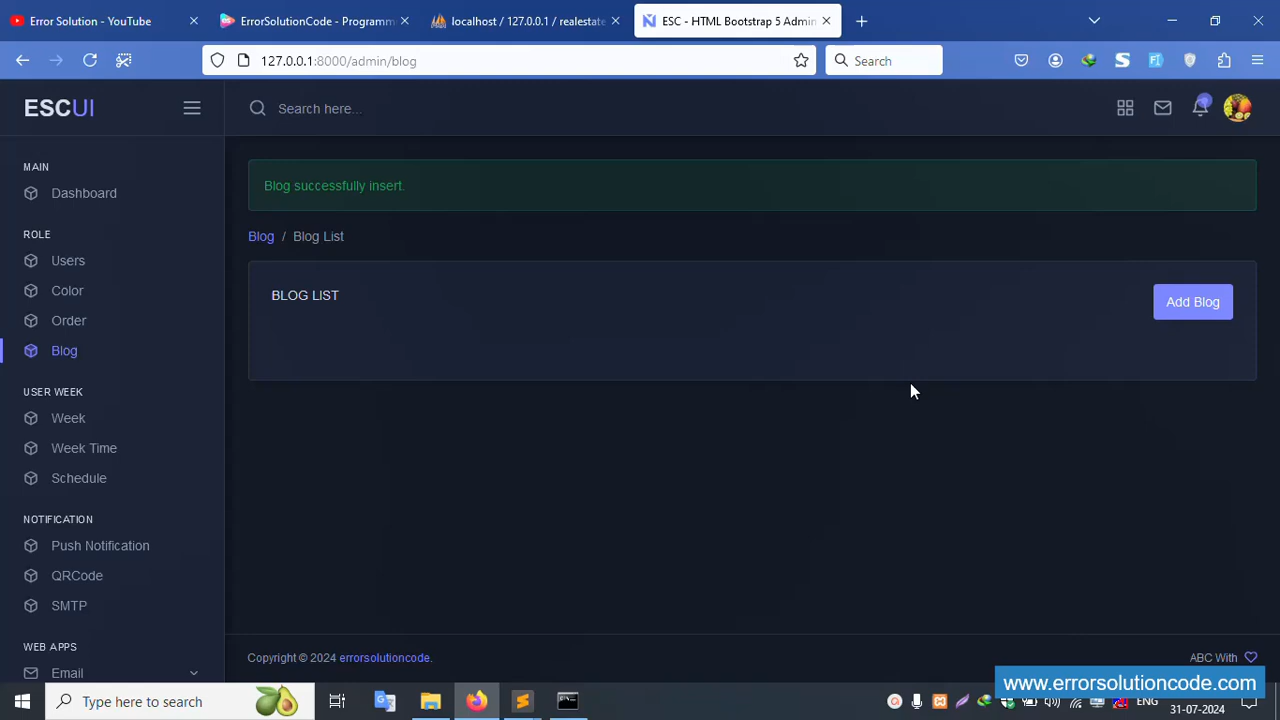 Error Solution - YouTube
ErrorSolutionCode - Programm
localhost / 127.0.0.1 / realestate
ESC - HTML Bootstrap 5 Admin
127.0.0.1:8000/admin/blog
Search
ESCUI
Search here...
MAIN
Dashboard
ROLE
Users
Color
Order
Blog
USER WEEK
Week
Week Time
Schedule
NOTIFICATION
Push Notification
QRCode
SMTP
WEB APPS
Email
Blog successfully insert.
Blog / Blog List
BLOG LIST
Add Blog
Copyright © 2024 errorsolutioncode.
ABC With
www.errorsolutioncode.com
Type here to search
ENG
31-07-2024